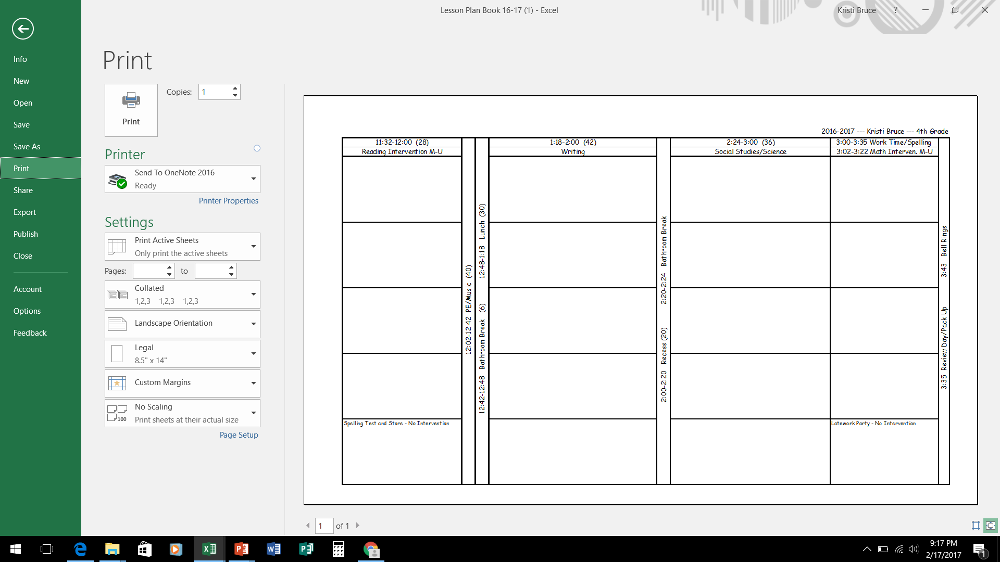 Lesson Plan Book 16-17 (1) - Excel
Kristi Bruce
?
Info
New
Open
Save
Save As
Print
Share
Export
Publish
Close
Account
Options
Feedback
Print
Print
Copies: 1
Printer
Send To OneNote 2016
Ready
Printer Properties
Settings
Print Active Sheets
Only print the active sheets
Pages: to
Collated
1,2,3 1,2,3 1,2,3
Landscape Orientation
Legal
8.5" x 14"
Custom Margins
No Scaling
Print sheets at their actual size
100
Page Setup
2016-2017 --- Kristi Bruce --- 4th Grade
11:32-12:00 (28)
Reading Intervention M-U
Spelling Test and Store - No Intervention
12:02-12:42 PE/Music (40)
12:42-12:48 Bathroom Break (6) 12:48-1:18 Lunch (30)
1:18-2:00 (42)
Writing
2:00-2:20 Recess (20) 2:20-2:24 Bathroom Break
2:24-3:00 (36)
Social Studies/Science
3:00-3:35 Work Time/Spelling
3:02-3:22 Math Interven. M-U
Latework Party - No Intervention
3:35 Review Day/Pack Up 3:43 Bell Rings
1 of 1
9:17 PM
2/17/2017
1